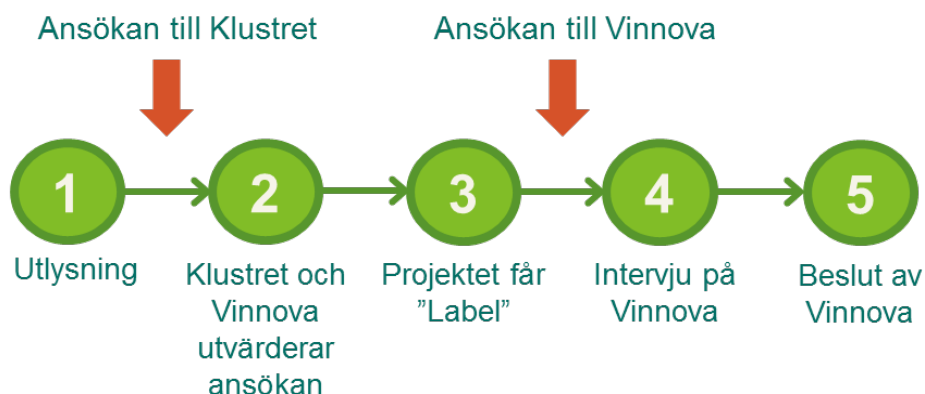 Ansökan till Klustret
Ansökan till Vinnova
1
2
3
4
5
Utlysning
Klustret och
Vinnova
utvärderar
ansökan
Projektet får
”Label”
Intervju på
Vinnova
Beslut av
Vinnova